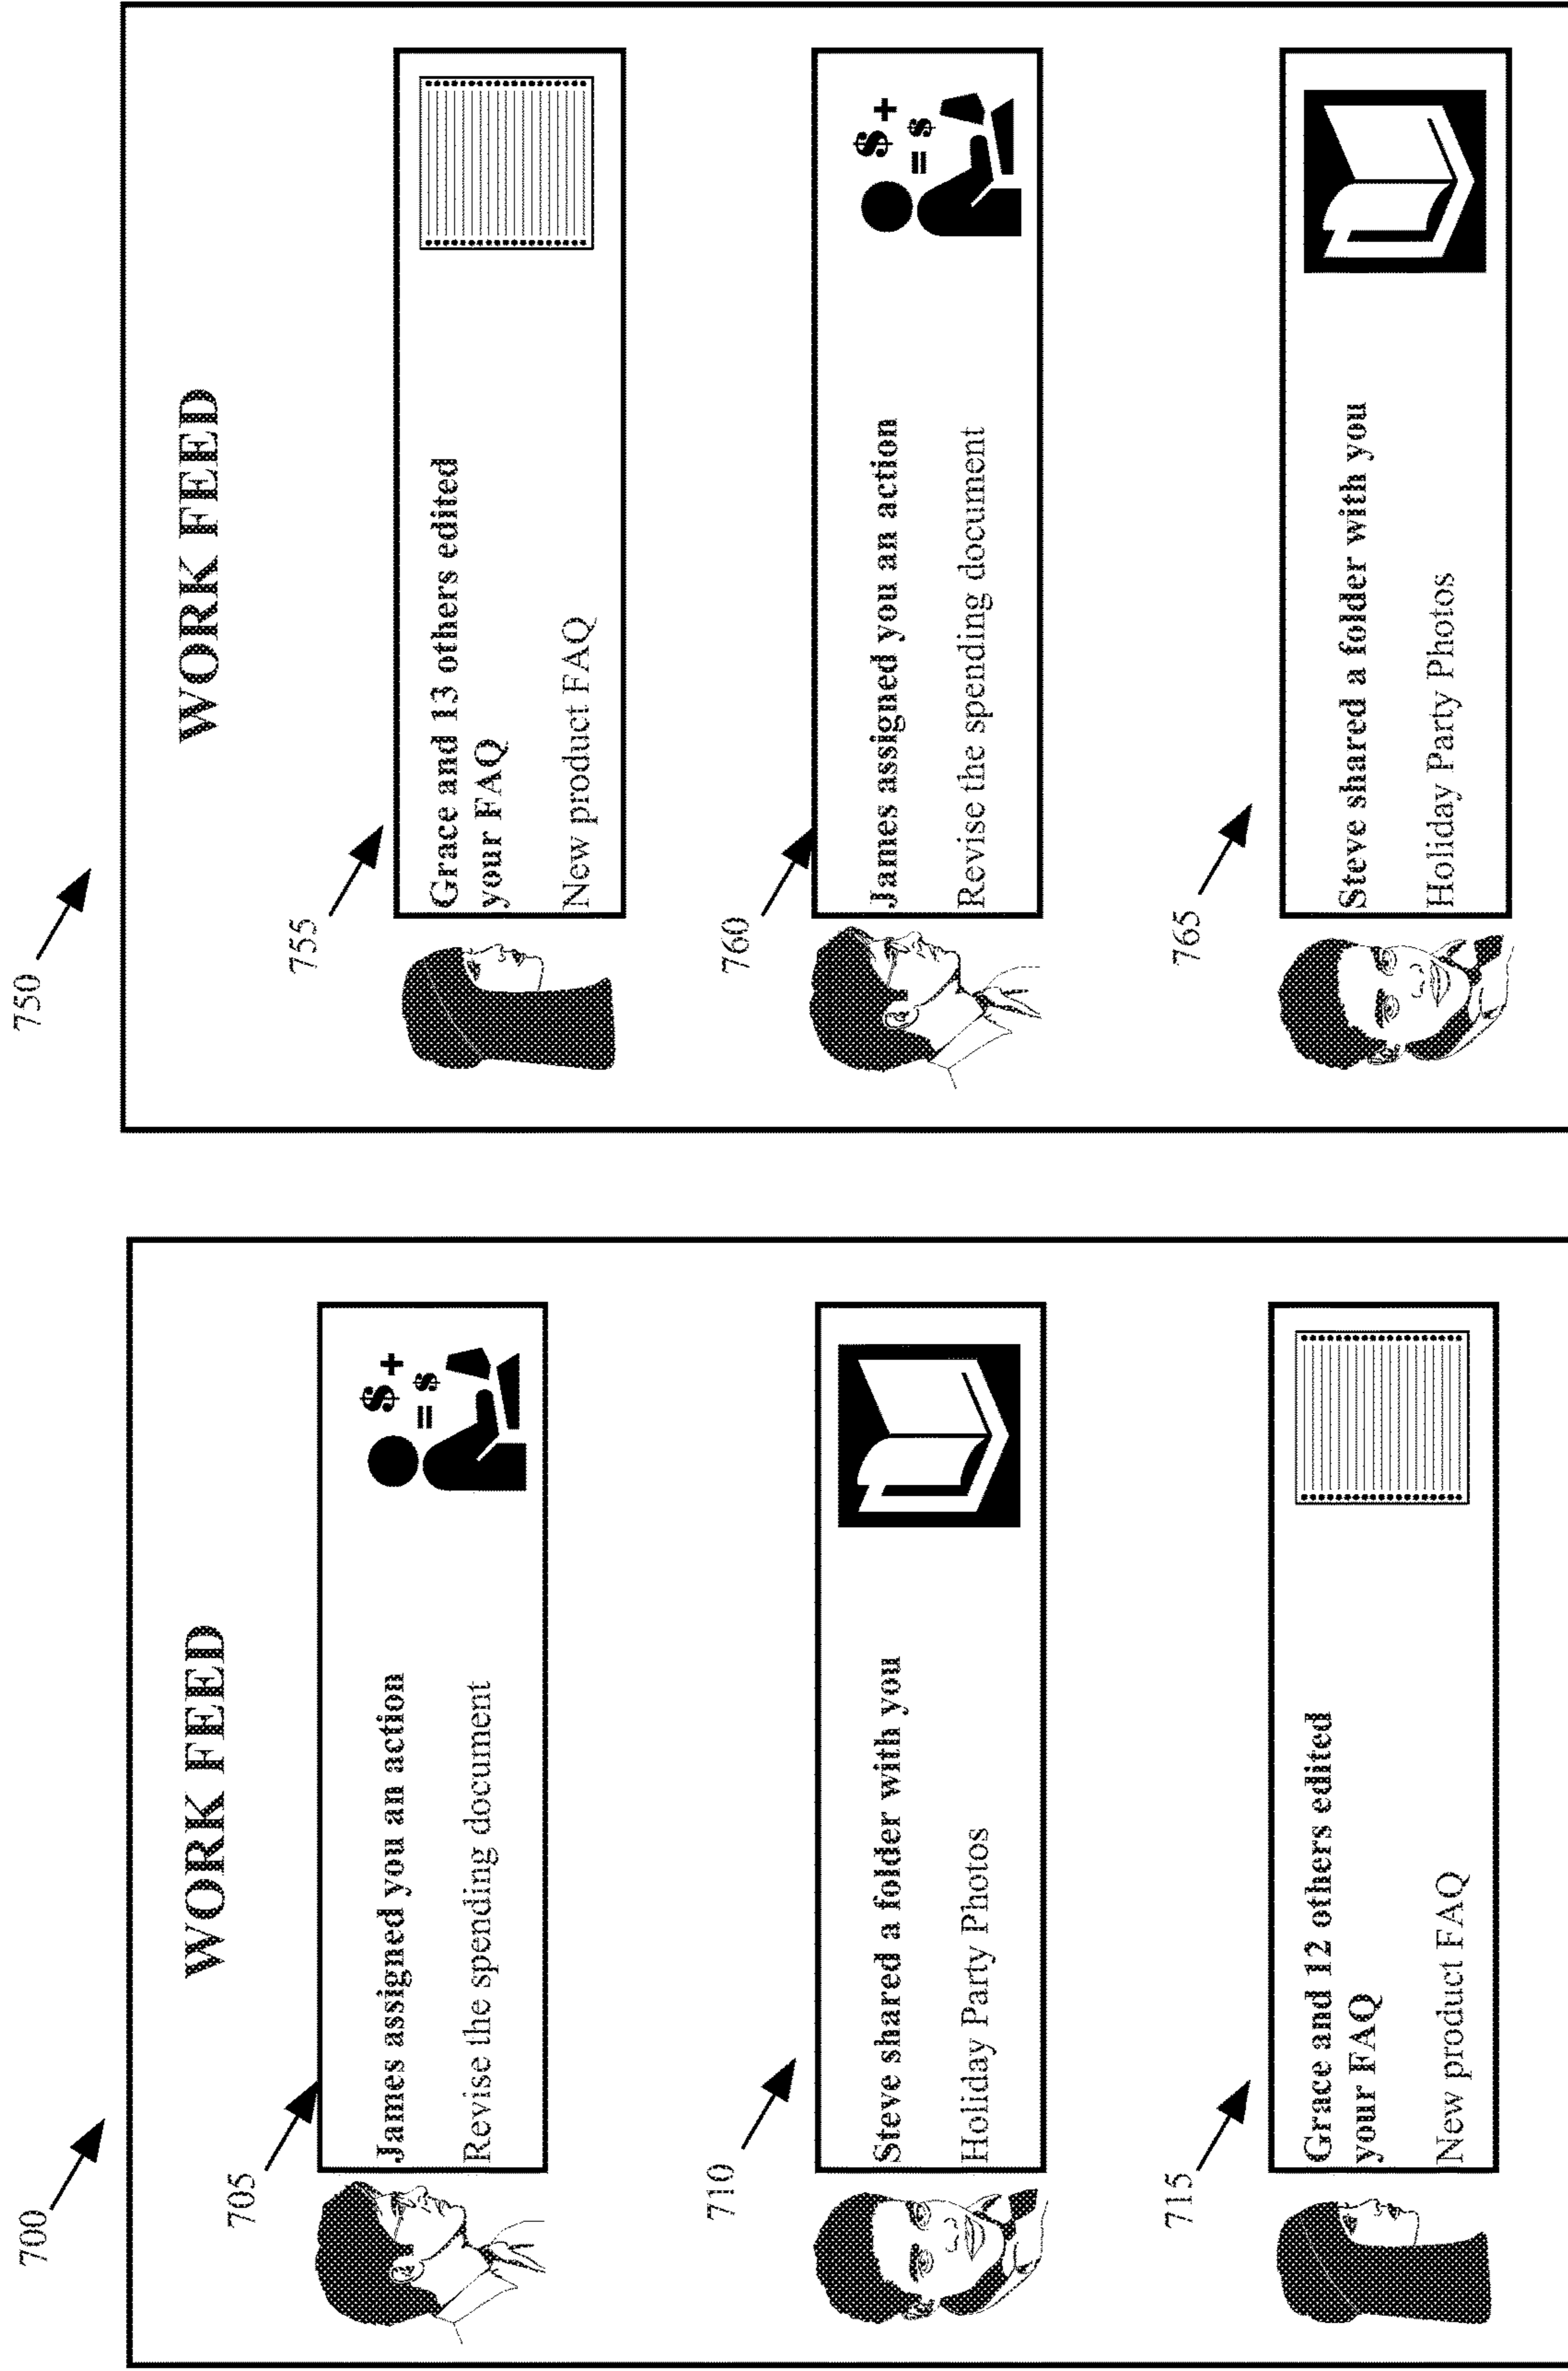 700
WORK FEED
705
James assigned you an action
Revise the spending document
$ +
= $
710
Steve shared a folder with you
Holiday Party Photos
715
Grace and 12 others edited
your FAQ
New product FAQ
750
WORK FEED
755
Grace and 13 others edited
your FAQ
New product FAQ
760
James assigned you an action
Revise the spending document
$ +
= $
765
Steve shared a folder with you
Holiday Party Photos